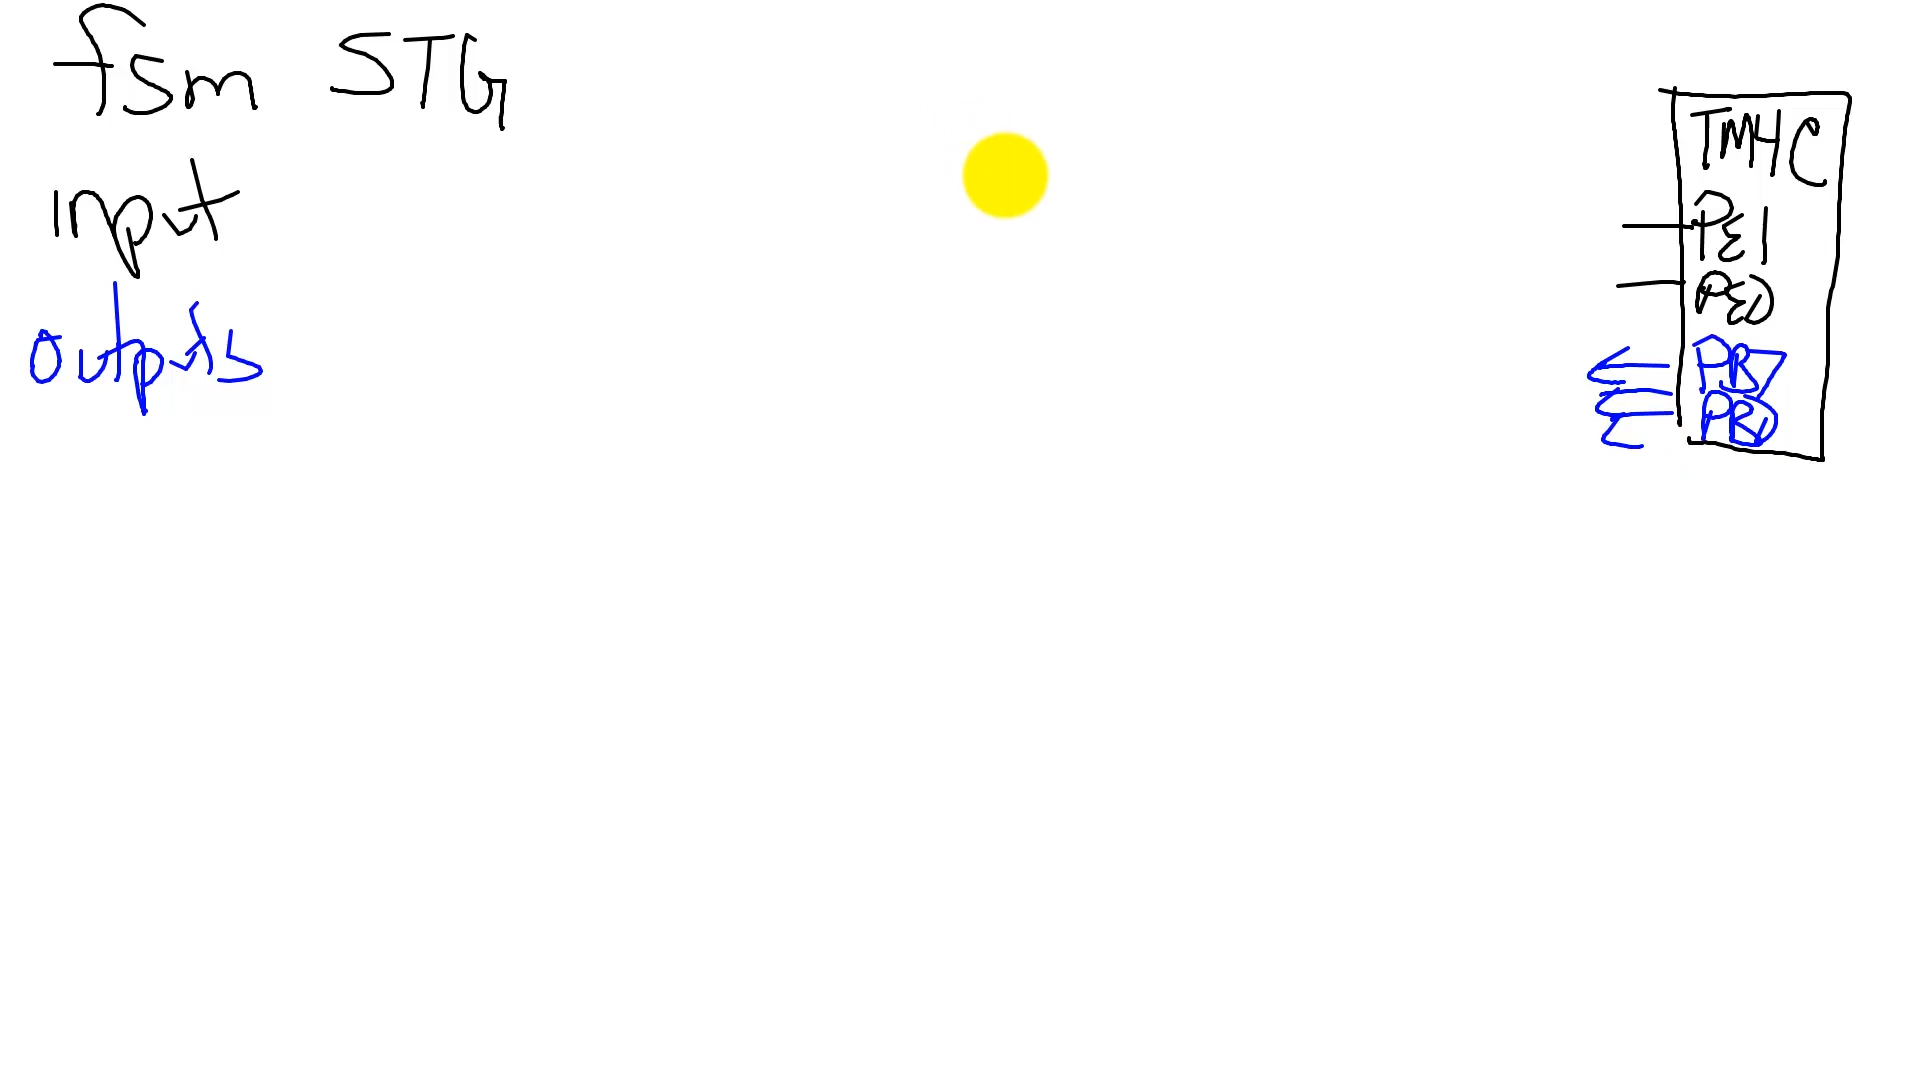 fsm STG
input
outputs
TM4C
PE1
PE0
PB7
PB0